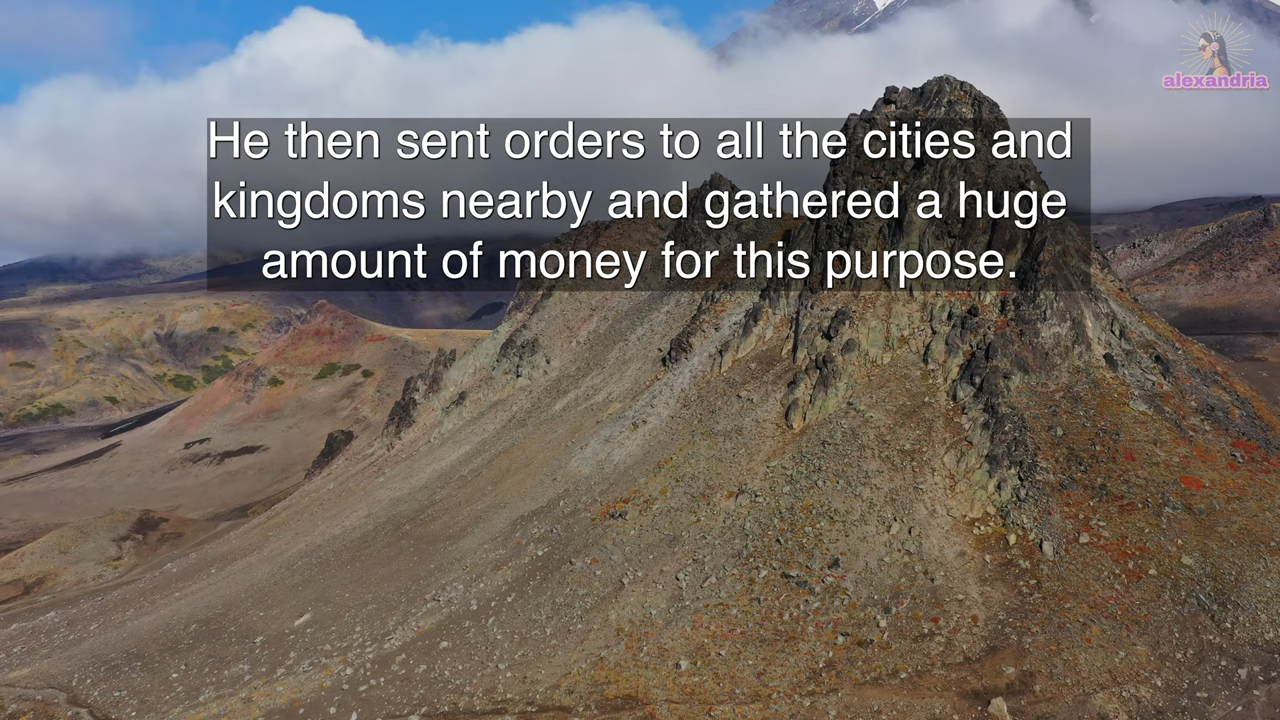 alexandria
He then sent orders to all the cities and
kingdoms nearby and gathered a huge
amount of money for this purpose.